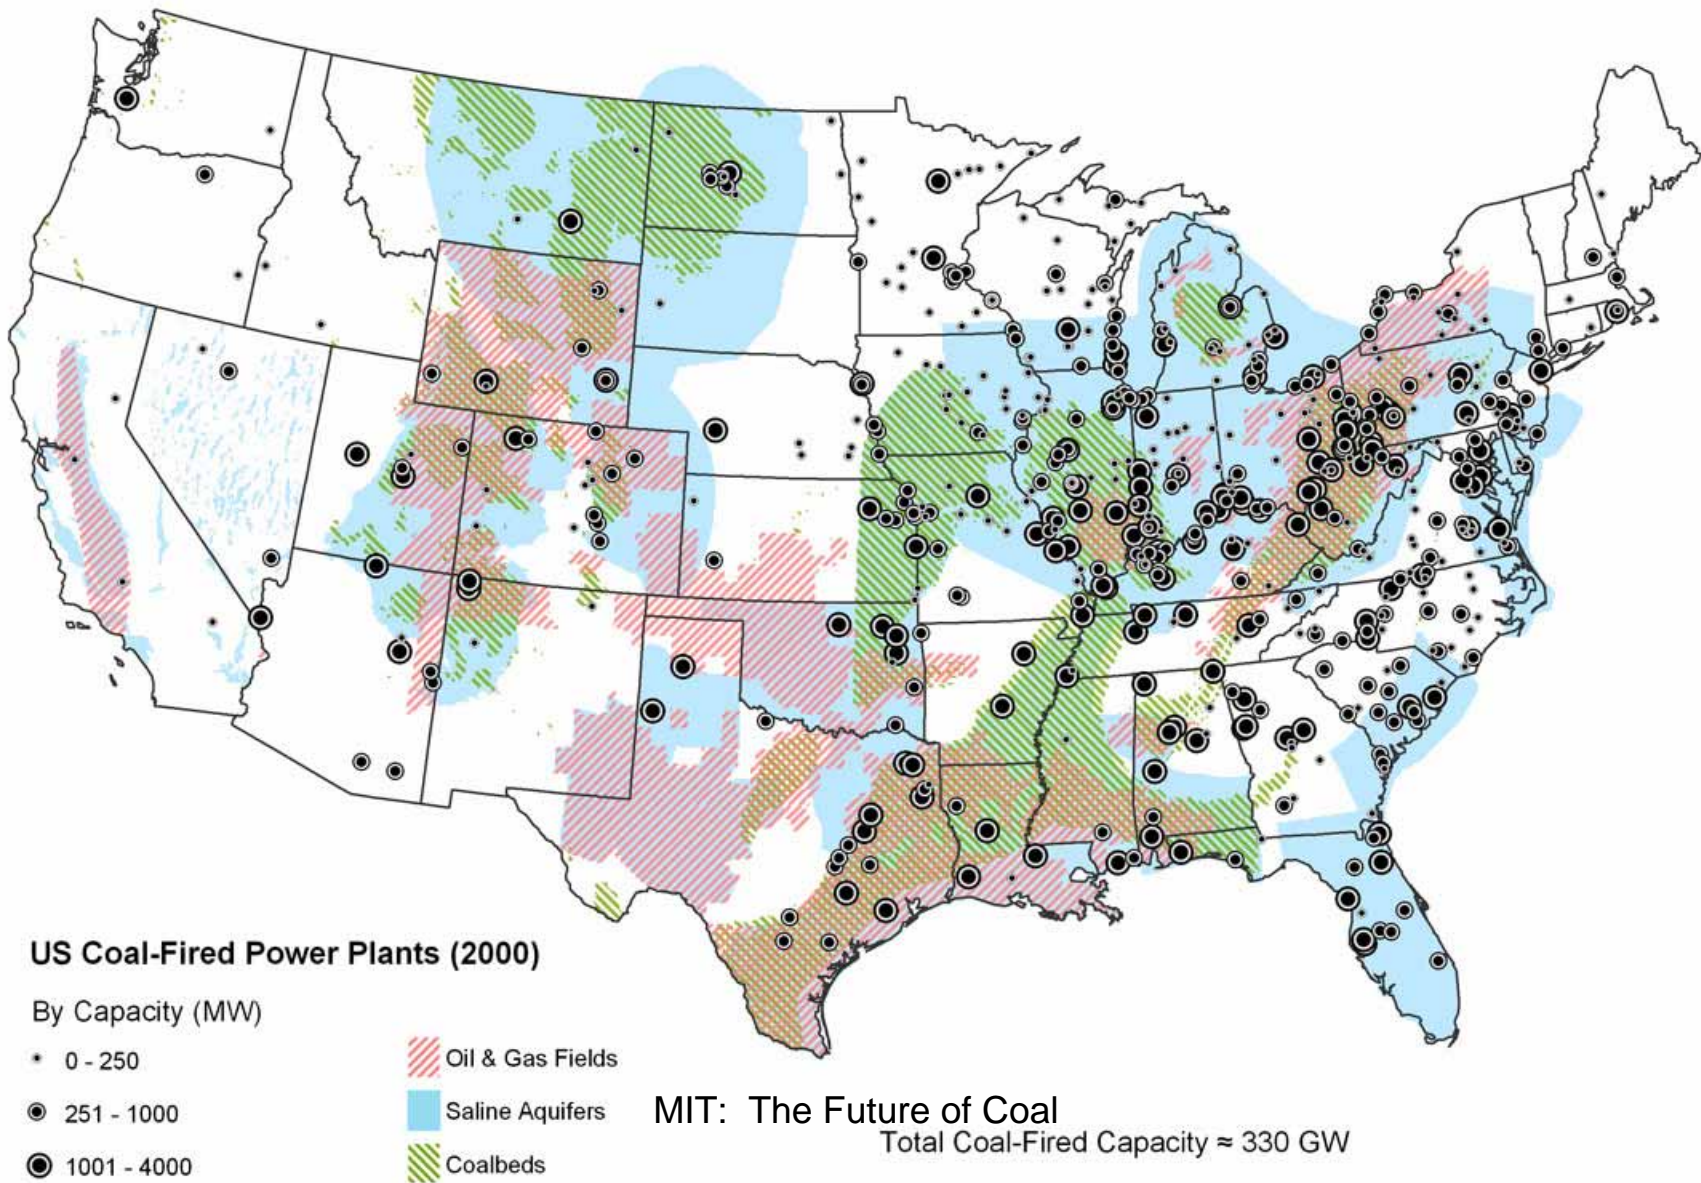 US Coal-Fired Power Plants (2000)
By Capacity (MW)
0 - 250
251 - 1000
1001 - 4000
Oil & Gas Fields
Saline Aquifers
Coalbeds
MIT: The Future of Coal
Total Coal-Fired Capacity ≈ 330 GW